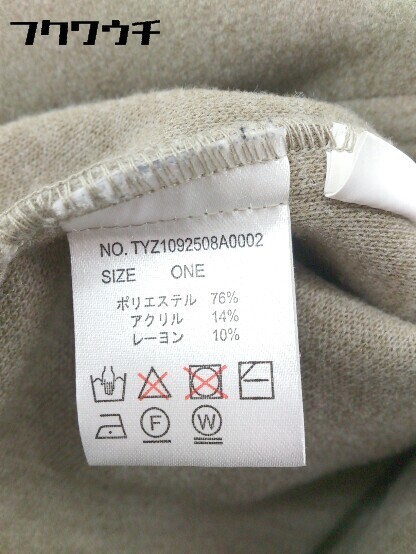 フクワウチ
NO. TYZ1092508A0002
SIZE ONE
ポリエステル 76%
アクリル 14%
レーヨン 10%
F W